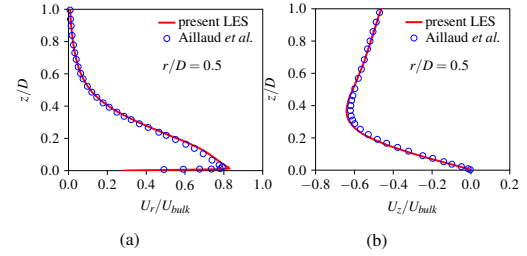 1.0
0.8
0.6
0.4
0.2
0.0
z/D
present LES
Aillaud et al.
r/D = 0.5
0.0 0.2 0.4 0.6 0.8 1.0
U_r/U_bulk
(a)
1.0
0.8
0.6
0.4
0.2
0.0
z/D
present LES
Aillaud et al.
r/D = 0.5
−0.8 −0.6 −0.4 −0.2 0.0 0.2
U_z/U_bulk
(b)